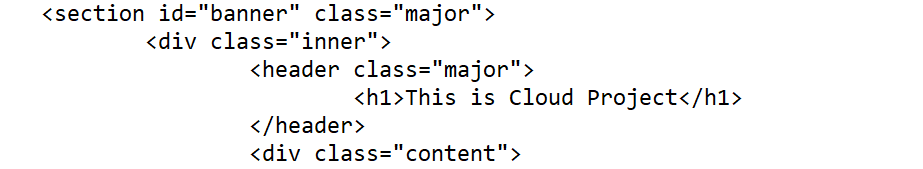 <section id="banner" class="major">
<div class="inner">
<header class="major">
<h1>This is Cloud Project</h1>
</header>
<div class="content">